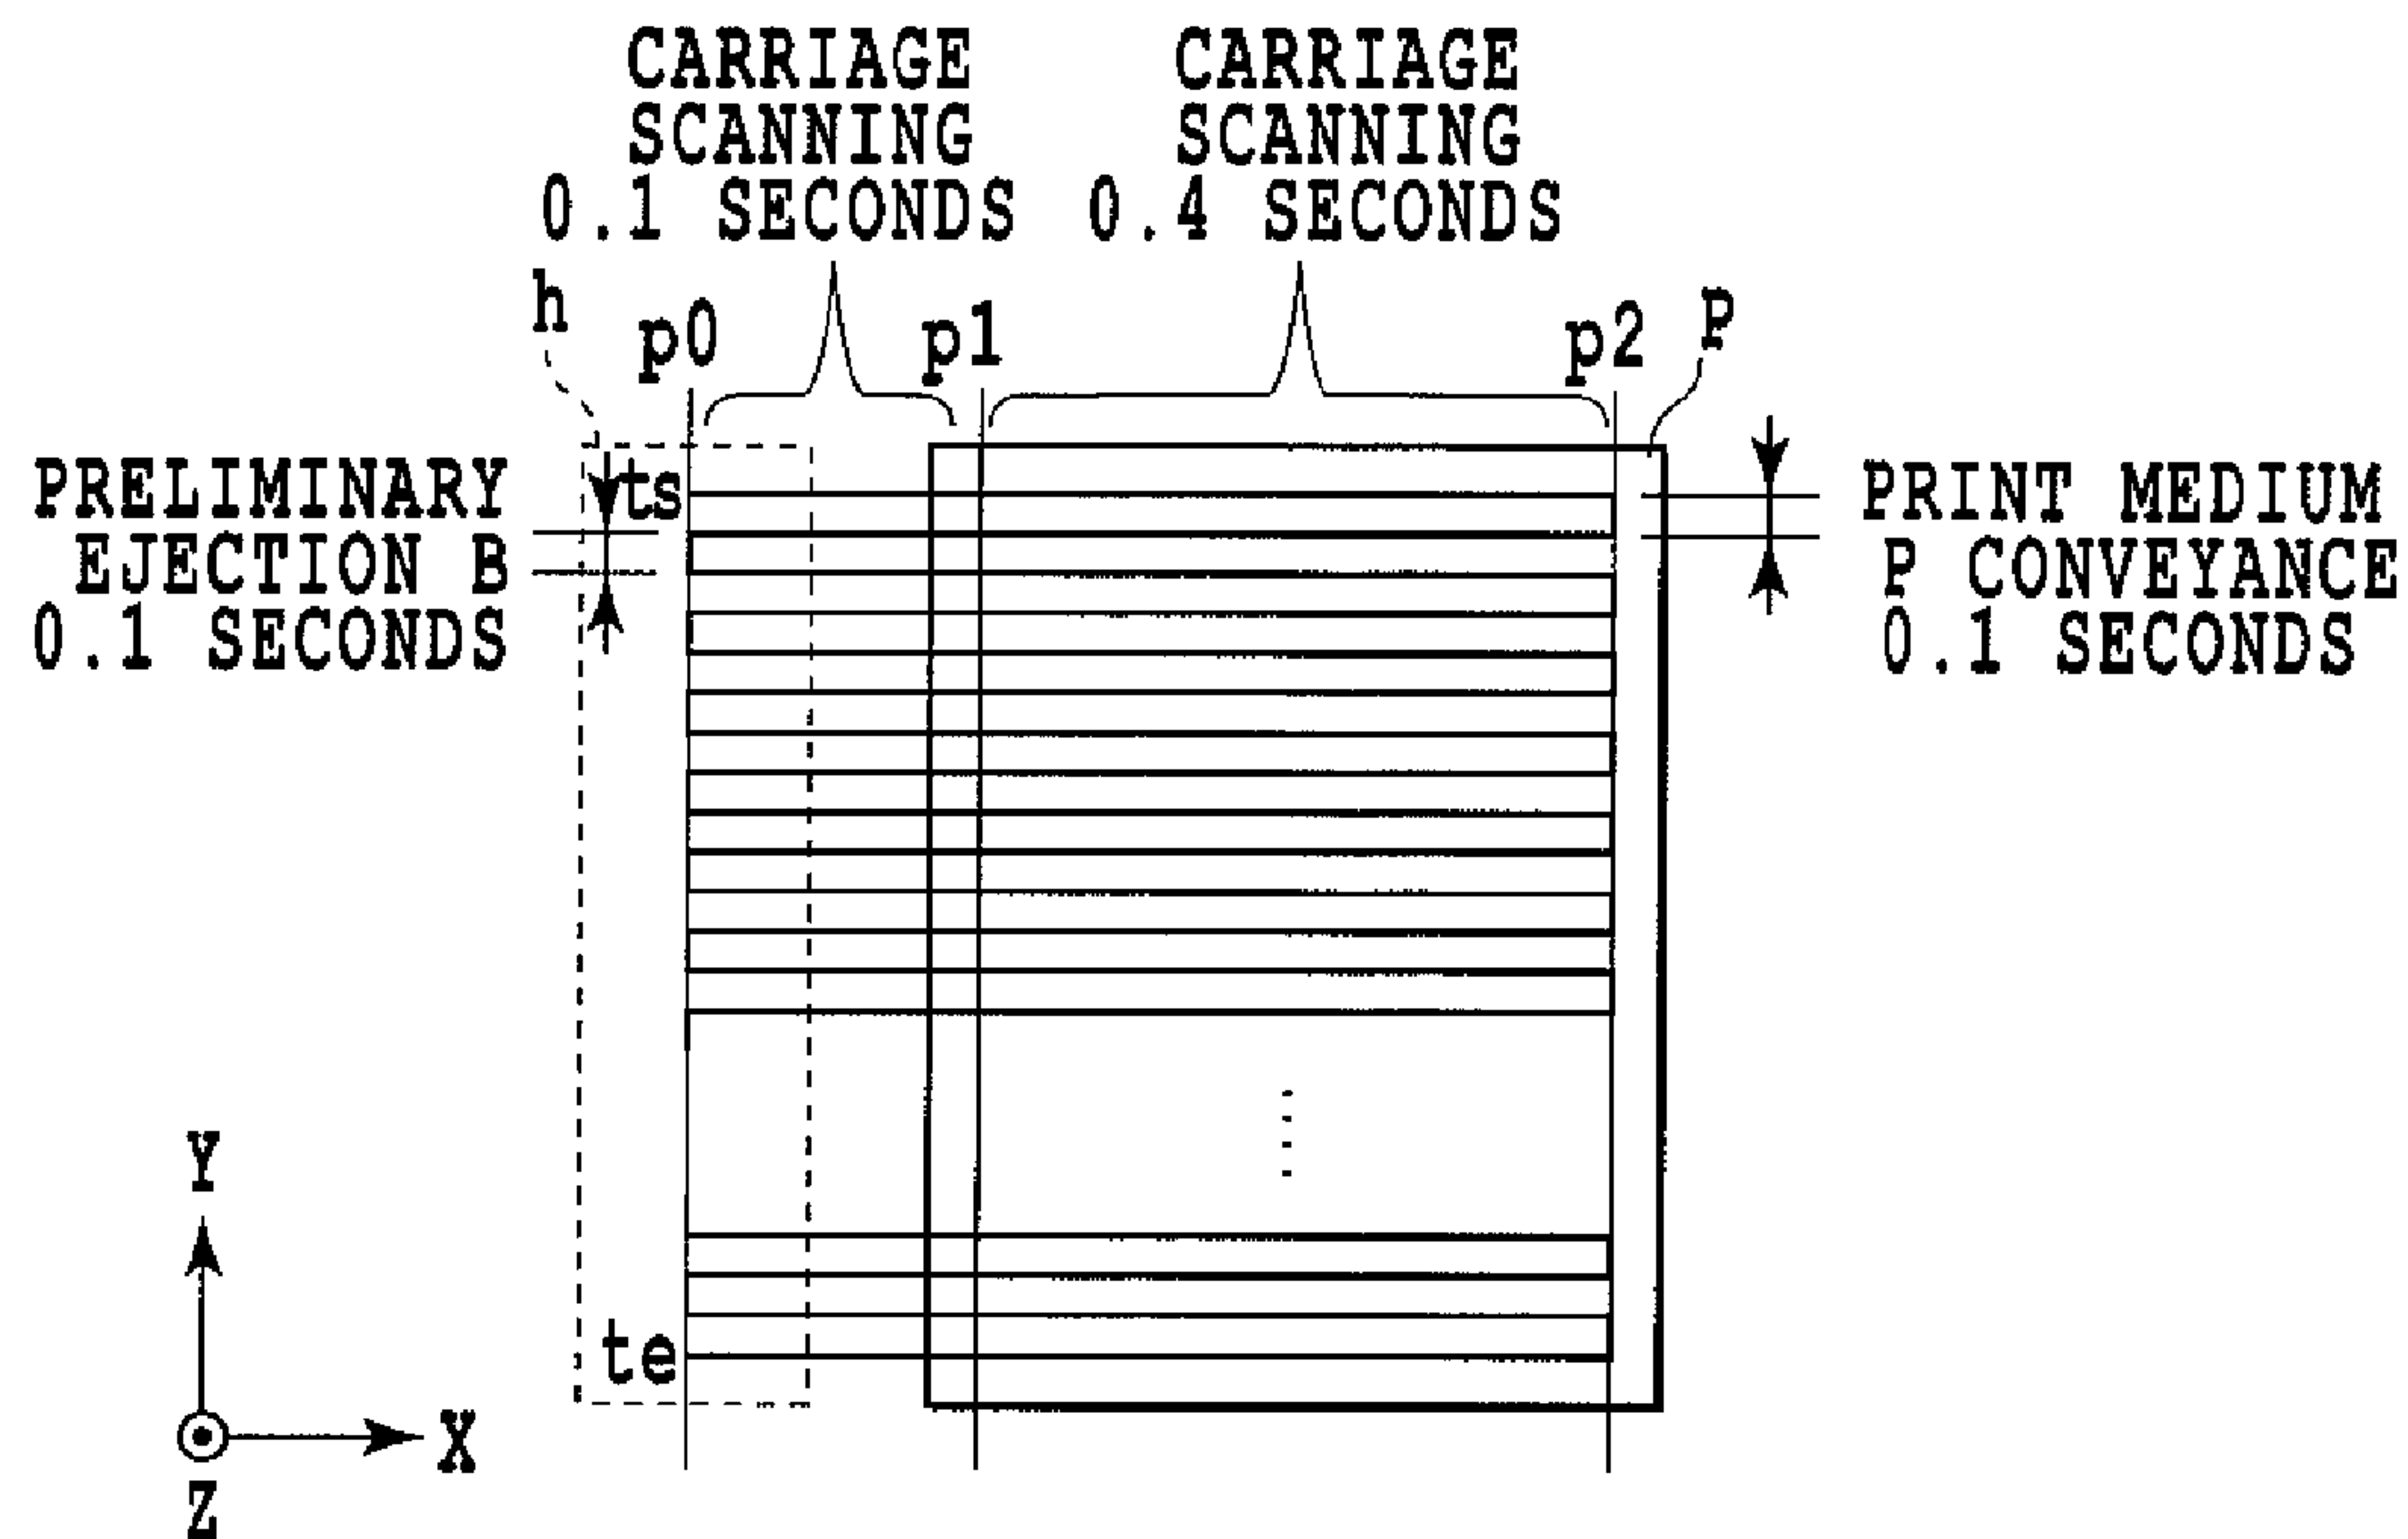 CARRIAGE
SCANNING
0.1 SECONDS
CARRIAGE
SCANNING
0.4 SECONDS
h
p0
p1
p2
P
PRELIMINARY
EJECTION B
0.1 SECONDS
ts
PRINT MEDIUM
P CONVEYANCE
0.1 SECONDS
te
Y
X
Z